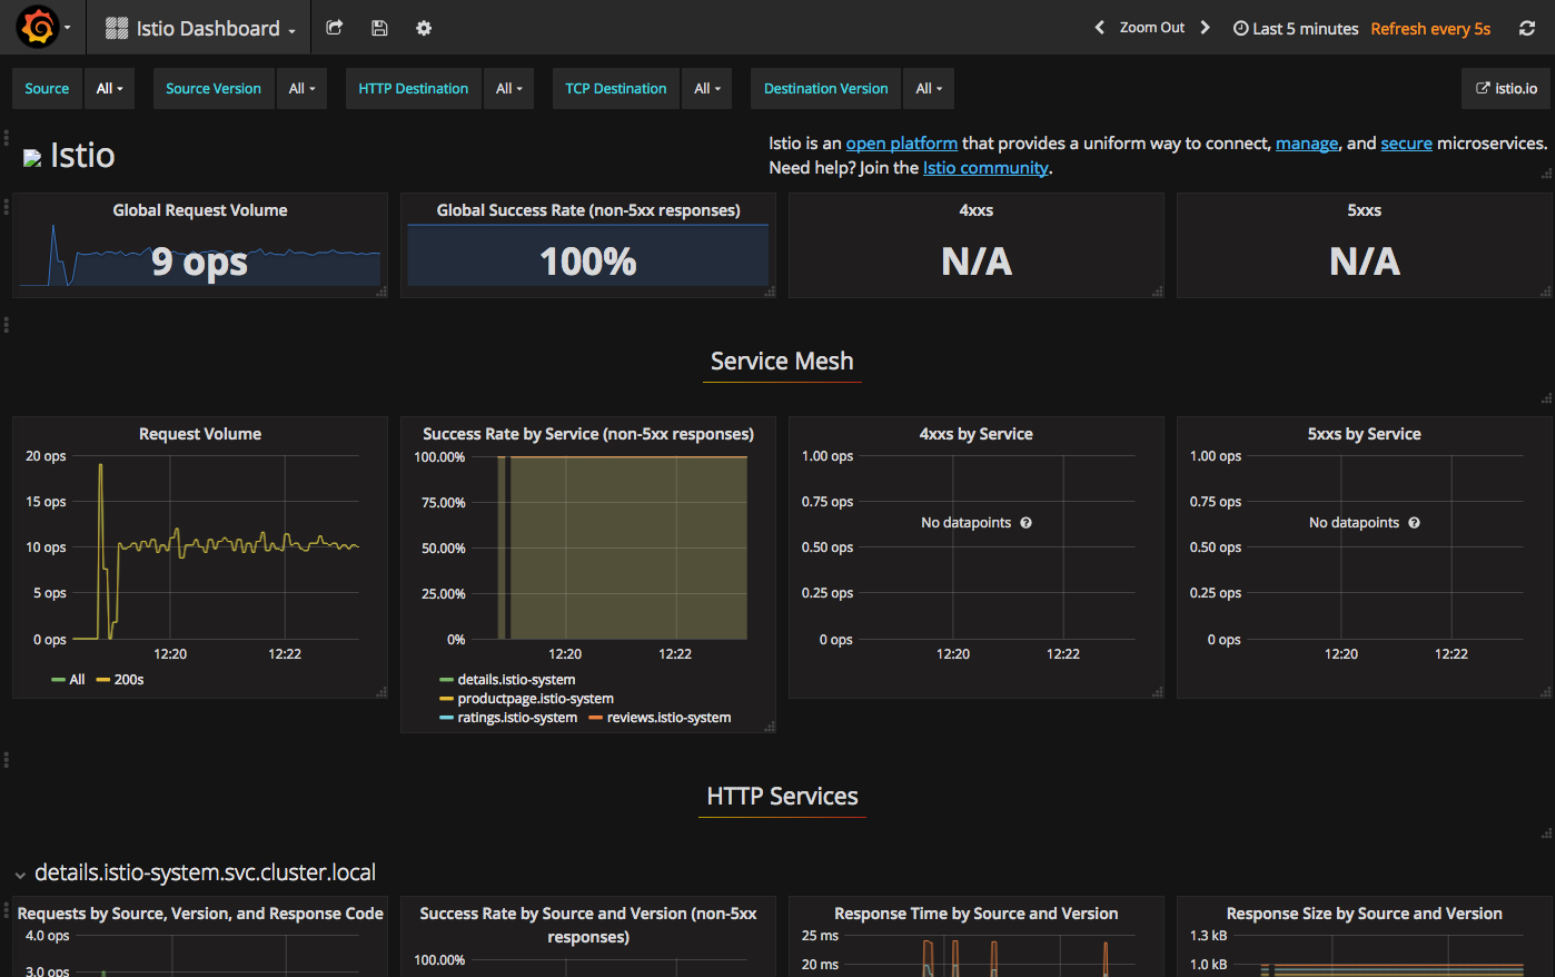 Istio Dashboard
Zoom Out
Last 5 minutes
Refresh every 5s
Source All
Source Version All
HTTP Destination All
TCP Destination All
Destination Version All
istio.io
Istio
Istio is an open platform that provides a uniform way to connect, manage, and secure microservices.
Need help? Join the Istio community.
Global Request Volume
9 ops
Global Success Rate (non-5xx responses)
100%
4xxs
N/A
5xxs
N/A
Service Mesh
Request Volume
20 ops
15 ops
10 ops
5 ops
0 ops
12:20 12:22
All 200s
Success Rate by Service (non-5xx responses)
100.00%
75.00%
50.00%
25.00%
0%
12:20 12:22
details.istio-system
productpage.istio-system
ratings.istio-system reviews.istio-system
4xxs by Service
1.00 ops
0.75 ops
No datapoints ?
0.50 ops
0.25 ops
0 ops
12:20 12:22
5xxs by Service
1.00 ops
0.75 ops
No datapoints ?
0.50 ops
0.25 ops
0 ops
12:20 12:22
HTTP Services
details.istio-system.svc.cluster.local
Requests by Source, Version, and Response Code
4.0 ops
3.0 ops
Success Rate by Source and Version (non-5xx
responses)
100.00%
Response Time by Source and Version
25 ms
20 ms
Response Size by Source and Version
1.3 kB
1.0 kB